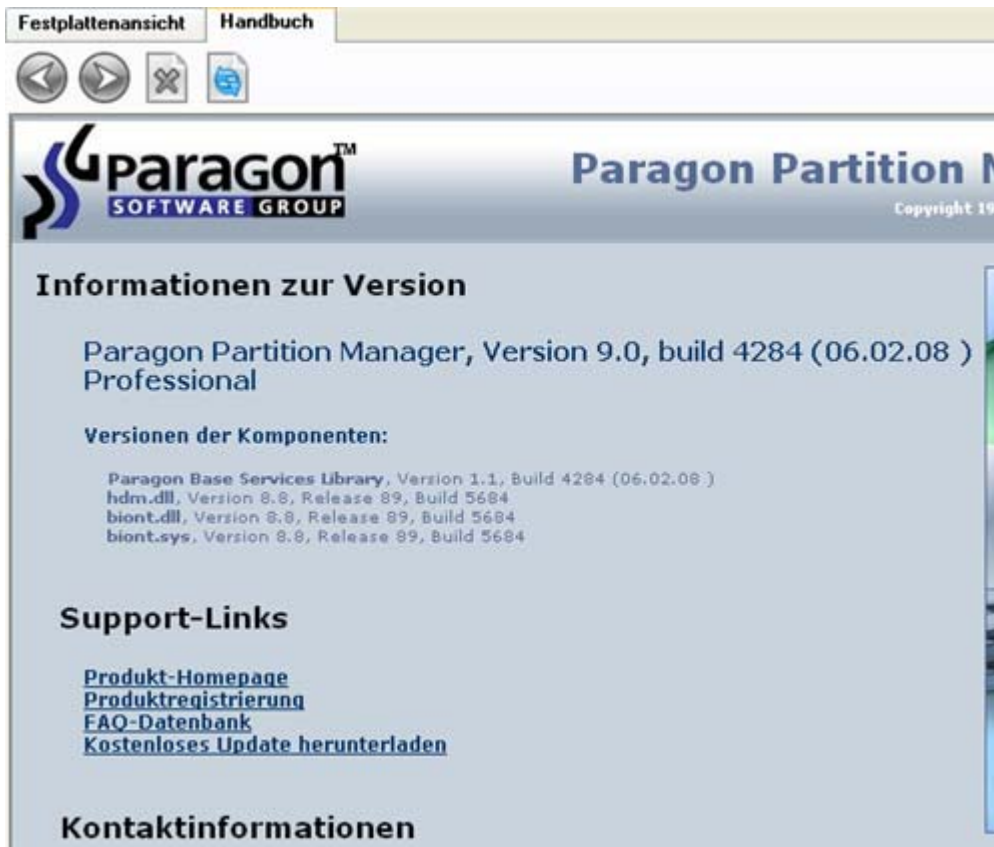 Festplattenansicht Handbuch
Paragon™
SOFTWARE GROUP
Paragon Partition
Copyright 19
Informationen zur Version
Paragon Partition Manager, Version 9.0, build 4284 (06.02.08 )
Professional
Versionen der Komponenten:
Paragon Base Services Library, Version 1.1, Build 4284 (06.02.08 )
hdm.dll, Version 8.8, Release 89, Build 5684
biont.dll, Version 8.8, Release 89, Build 5684
biont.sys, Version 8.8, Release 89, Build 5684
Support-Links
Produkt-Homepage
Produktregistrierung
FAQ-Datenbank
Kostenloses Update herunterladen
Kontaktinformationen